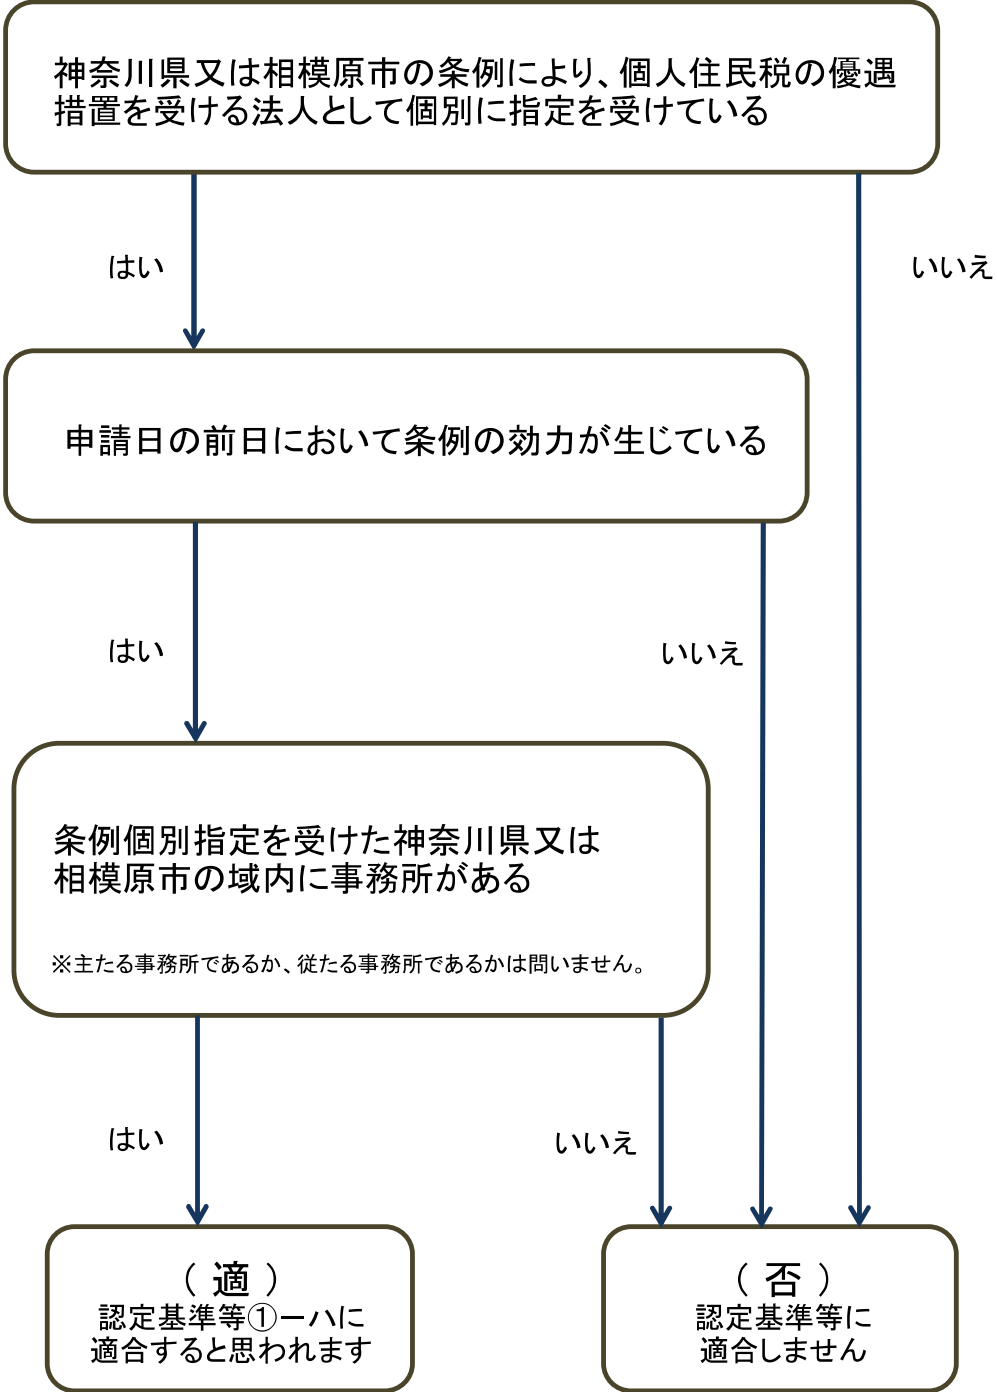 神奈川県又は相模原市の条例により、個人住民税の優遇
措置を受ける法人として個別に指定を受けている
はい
いいえ
申請日の前日において条例の効力が生じている
はい
いいえ
条例個別指定を受けた神奈川県又は
相模原市の域内に事務所がある
※主たる事務所であるか、従たる事務所であるかは問いません。
はい
いいえ
（ 適 ）
認定基準等①ーハに
適合すると思われます
（ 否 ）
認定基準等に
適合しません